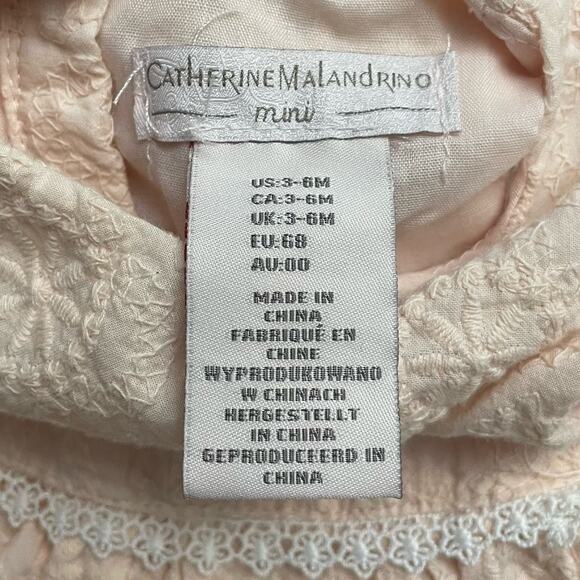 CATHERINE MALANDRINO
mini
US:3-6M
CA:3-6M
UK:3-6M
EU:68
AU:00
MADE IN
CHINA
FABRIQUÉ EN
CHINE
WYPRODUKOWANO
W CHINACH
HERGESTELLT
IN CHINA
GEPRODUCEERD IN
CHINA